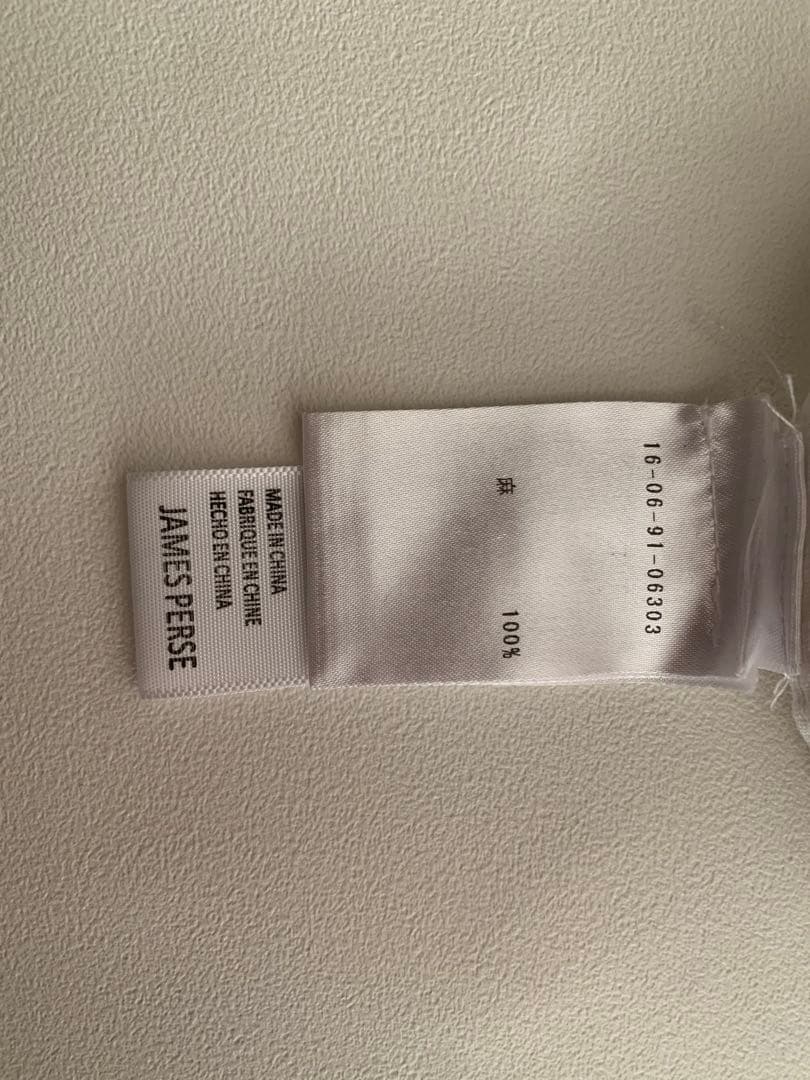 16-06-91-06303
麻 100%
MADE IN CHINA
FABRIQUE EN CHINE
HECHO EN CHINA
JAMES PERSE